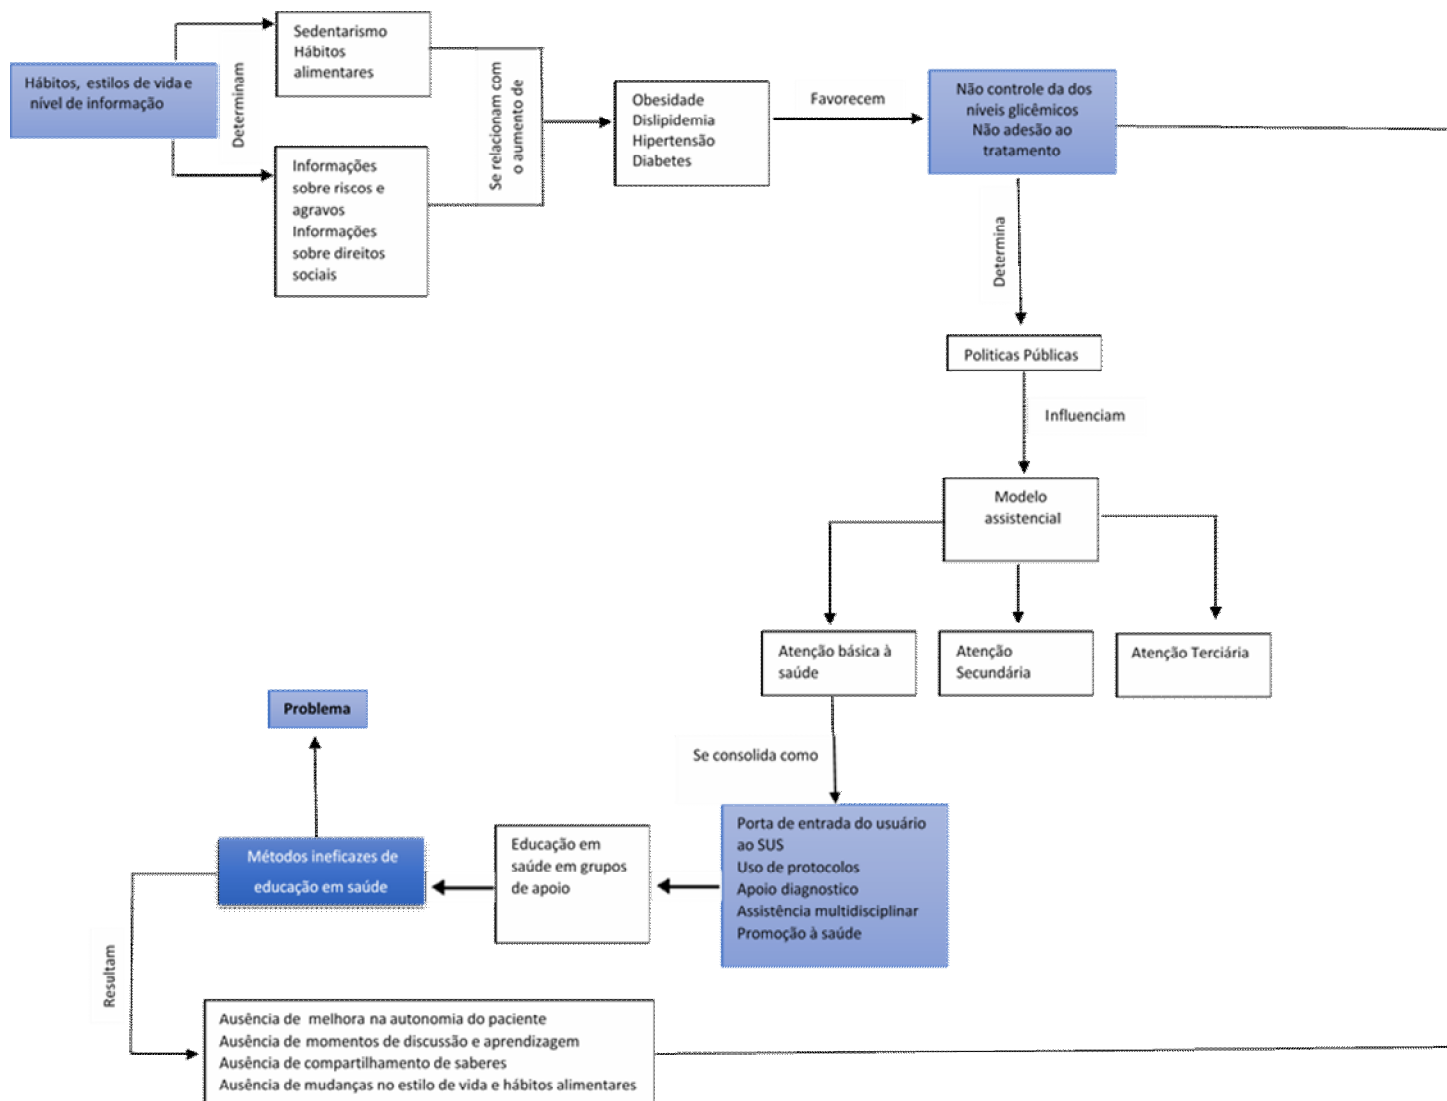 Sedentarismo
Hábitos
alimentares
Hábitos, estilos de vida e
nível de informação
Determinam
Informações
sobre riscos e
agravos
Informações
sobre direitos
sociais
Se relacionam com
o aumento de
Obesidade
Dislipidemia
Hipertensão
Diabetes
Favorecem
Não controle da dos
níveis glicêmicos
Não adesão ao
tratamento
Determina
Politicas Públicas
Influenciam
Modelo
assistencial
Atenção básica à
saúde
Atenção
Secundária
Atenção Terciária
Se consolida como
Porta de entrada do usuário
ao SUS
Uso de protocolos
Apoio diagnostico
Assistência multidisciplinar
Promoção à saúde
Educação em
saúde em grupos
de apoio
Métodos ineficazes de
educação em saúde
Problema
Resultam
Ausência de melhora na autonomia do paciente
Ausência de momentos de discussão e aprendizagem
Ausência de compartilhamento de saberes
Ausência de mudanças no estilo de vida e hábitos alimentares